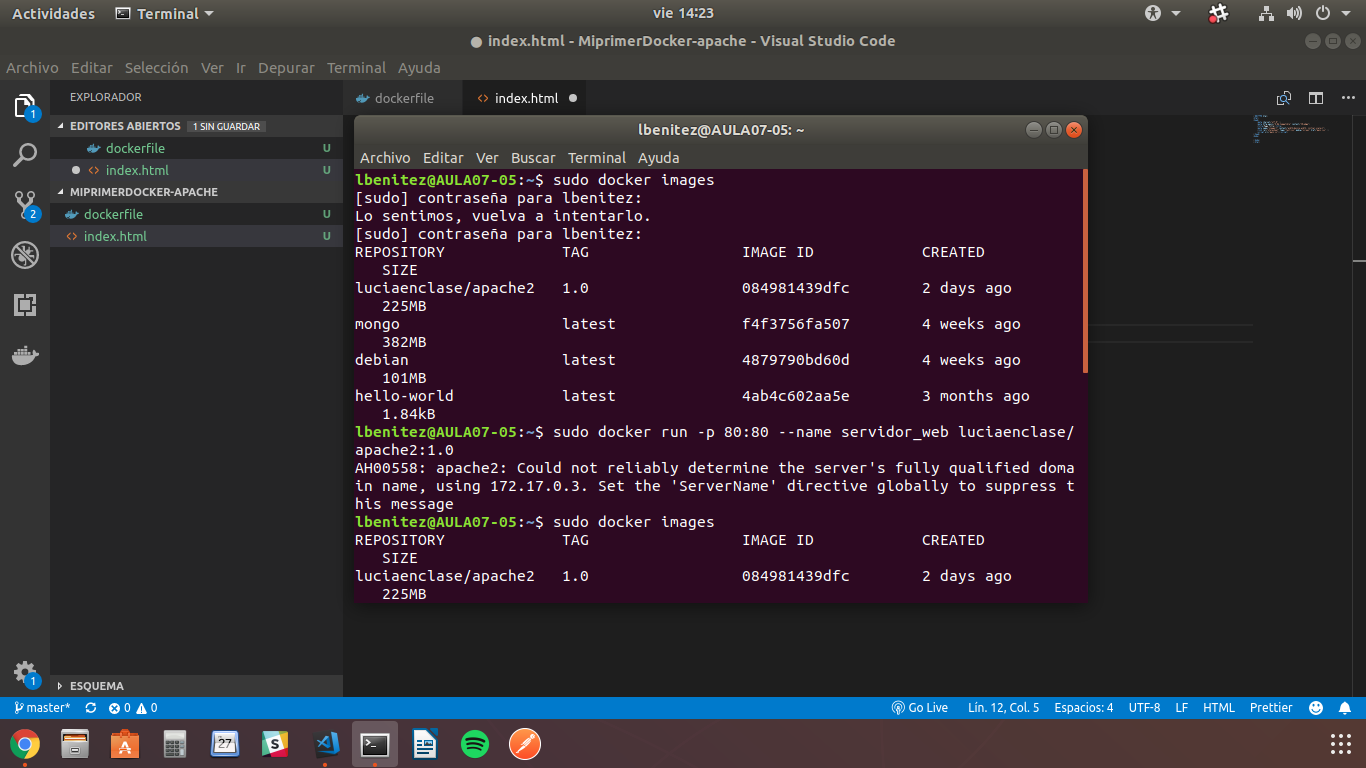 Actividades
Terminal
vie 14:23
index.html - MiprimerDocker-apache - Visual Studio Code
Archivo Editar Selección Ver Ir Depurar Terminal Ayuda
EXPLORADOR
EDITORES ABIERTOS 1 SIN GUARDAR
dockerfile U
index.html U
MIPRIMERDOCKER-APACHE
dockerfile U
index.html U
ESQUEMA
1
2
1
dockerfile
index.html
lbenitez@AULA07-05: ~
Archivo Editar Ver Buscar Terminal Ayuda
lbenitez@AULA07-05:~$ sudo docker images
[sudo] contraseña para lbenitez:
Lo sentimos, vuelva a intentarlo.
[sudo] contraseña para lbenitez:
REPOSITORY TAG IMAGE ID CREATED
SIZE
luciaenclase/apache2 1.0 084981439dfc 2 days ago
225MB
mongo latest f4f3756fa507 4 weeks ago
382MB
debian latest 4879790bd60d 4 weeks ago
101MB
hello-world latest 4ab4c602aa5e 3 months ago
1.84kB
lbenitez@AULA07-05:~$ sudo docker run -p 80:80 --name servidor_web luciaenclase/
apache2:1.0
AH00558: apache2: Could not reliably determine the server's fully qualified doma
in name, using 172.17.0.3. Set the 'ServerName' directive globally to suppress t
his message
lbenitez@AULA07-05:~$ sudo docker images
REPOSITORY TAG IMAGE ID CREATED
SIZE
luciaenclase/apache2 1.0 084981439dfc 2 days ago
225MB
master* 0 0 Go Live Lín. 12, Col. 5 Espacios: 4 UTF-8 LF HTML Prettier
27